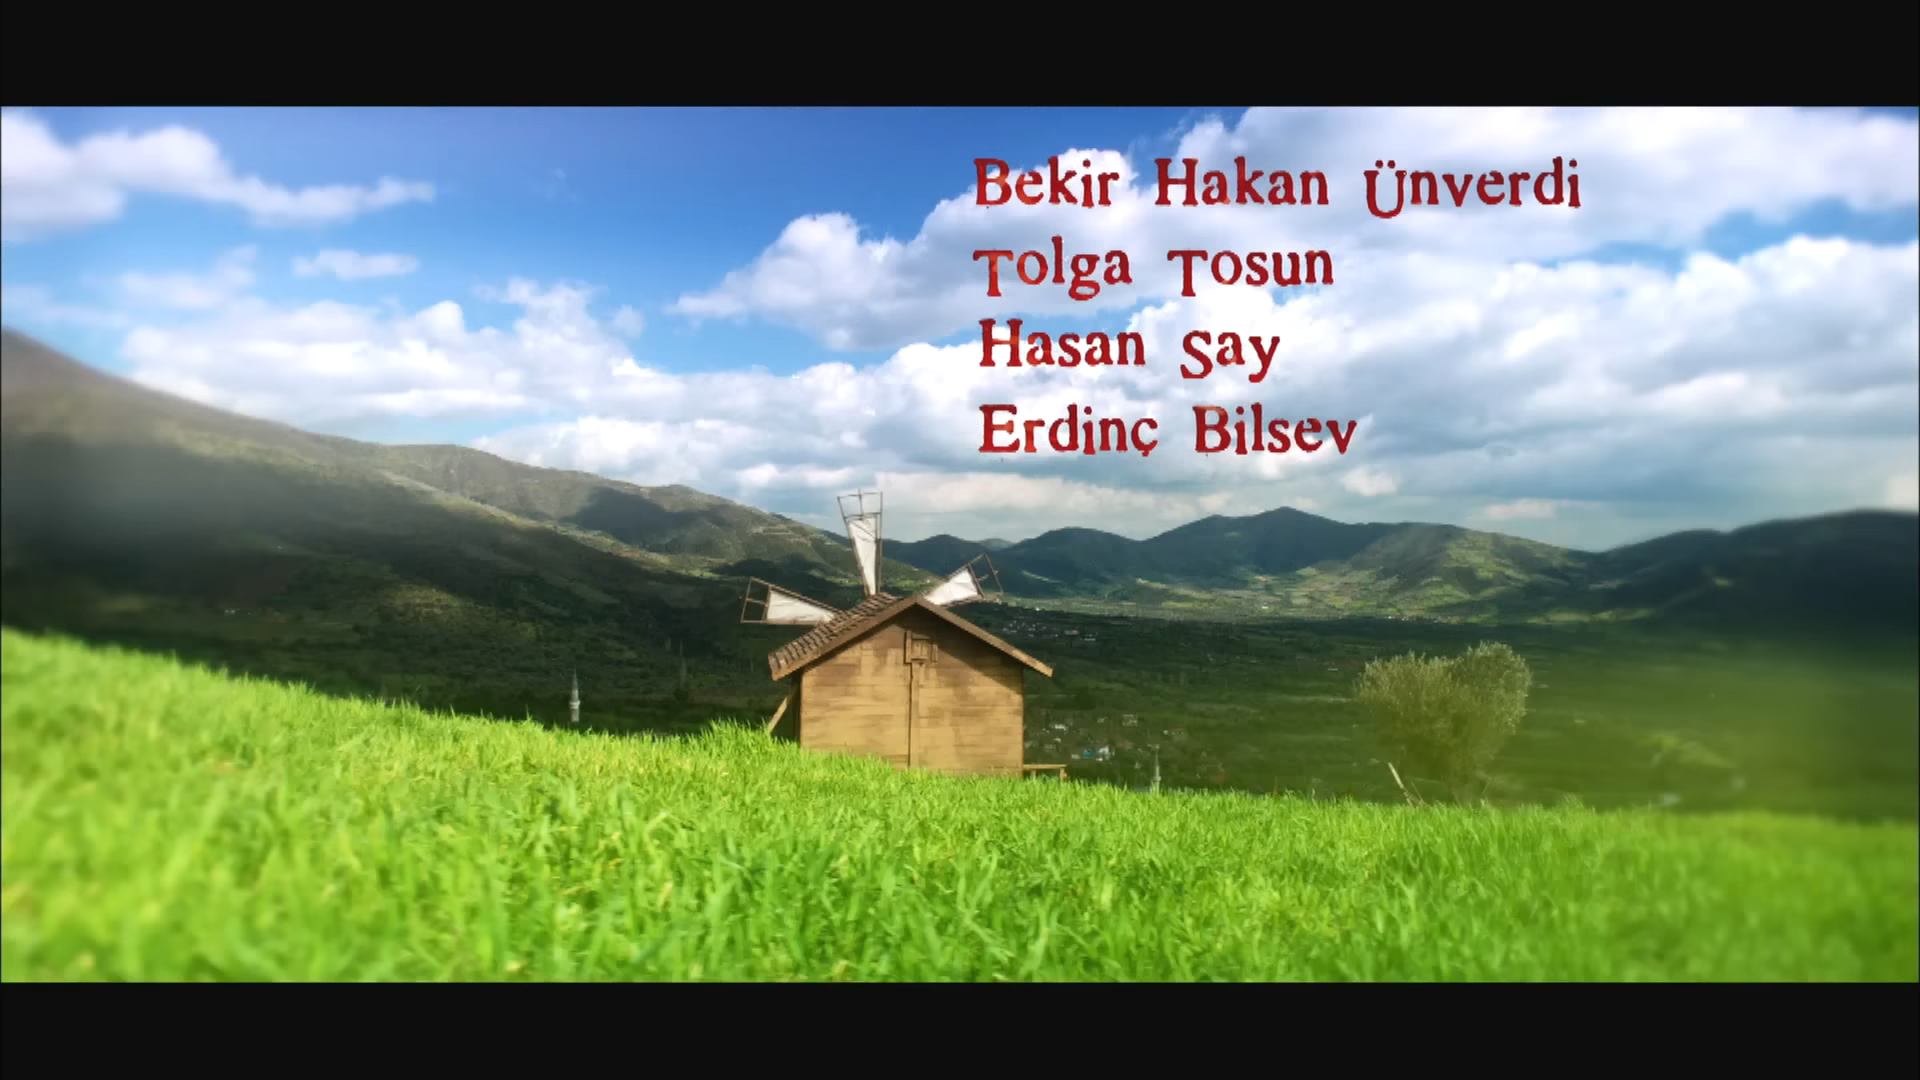 Bekir Hakan Ünverdi
Tolga Tosun
Hasan Say
Erdinç Bilsev